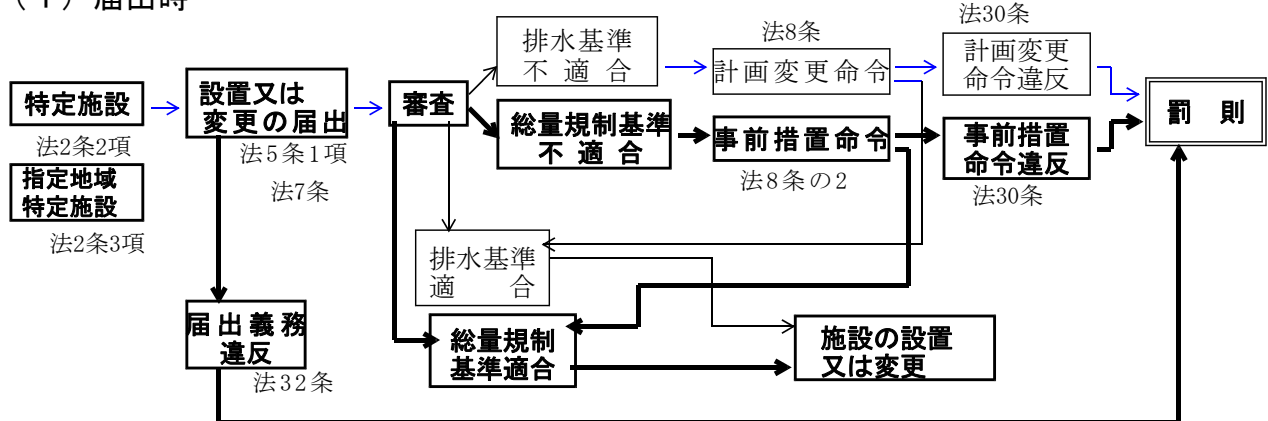 （１）届出時
法30条
排水基準
不適合
法8条
計画変更命令
計画変更
命令違反
特定施設
法2条2項
設置又は
変更の届出
法5条1項
法7条
審査
総量規制基準
不適合
事前措置命令
法8条の2
事前措置
命令違反
法30条
罰　則
指定地域
特定施設
法2条3項
排水基準
適　　合
届出義務
違反
法32条
総量規制
基準適合
施設の設置
又は変更